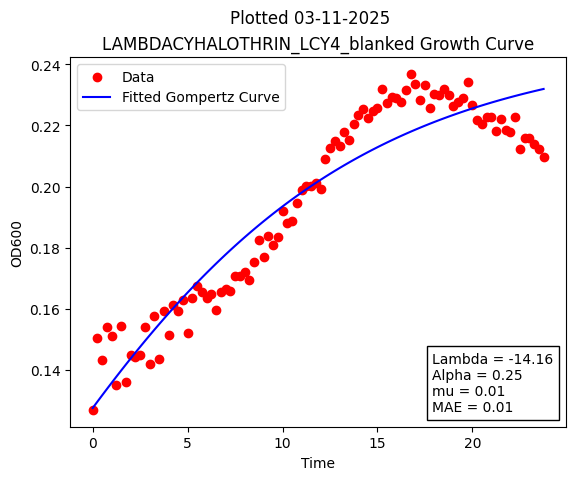 Plotted 03-11-2025
LAMBDACYHALOTHRIN_LCY4_blanked Growth Curve
Data
Fitted Gompertz Curve
OD600
0.24
0.22
0.20
0.18
0.16
0.14
Lambda = -14.16
Alpha = 0.25
mu = 0.01
MAE = 0.01
0
5
10
15
20
Time